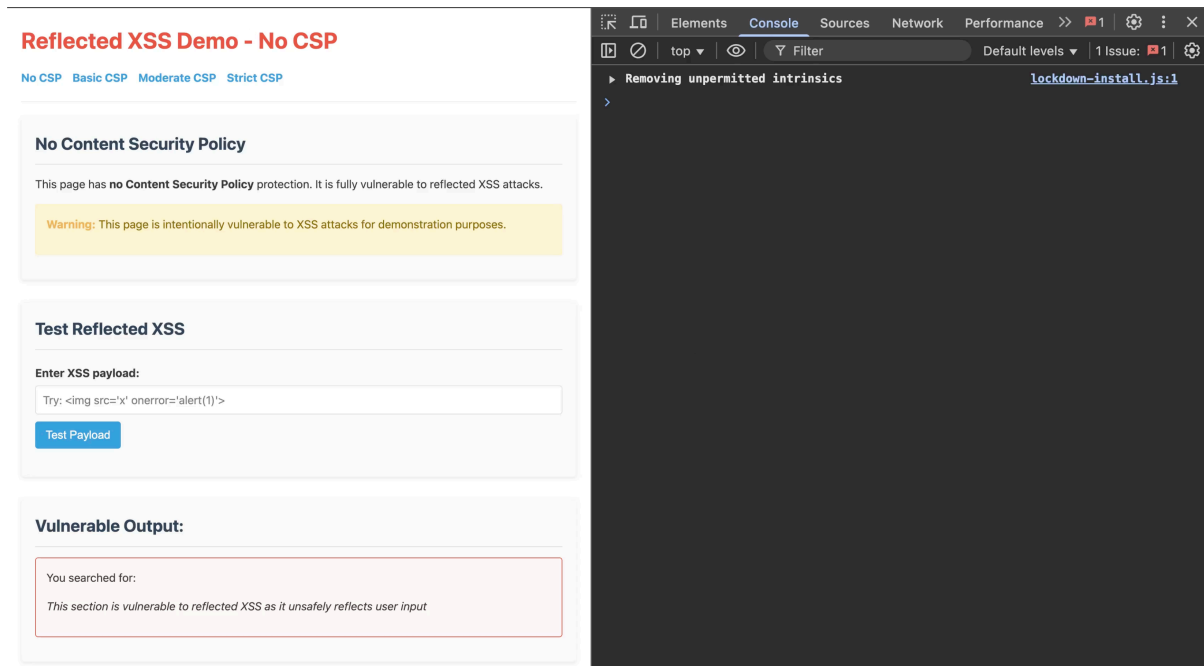 Reflected XSS Demo - No CSP
No CSP Basic CSP Moderate CSP Strict CSP
No Content Security Policy
This page has no Content Security Policy protection. It is fully vulnerable to reflected XSS attacks.
Warning: This page is intentionally vulnerable to XSS attacks for demonstration purposes.
Test Reflected XSS
Enter XSS payload:
Try: <img src='x' onerror='alert(1)'>
Test Payload
Vulnerable Output:
You searched for:
This section is vulnerable to reflected XSS as it unsafely reflects user input
Elements Console Sources Network Performance 1
top Filter Default levels 1 Issue: 1
Removing unpermitted intrinsics lockdown-install.js:1